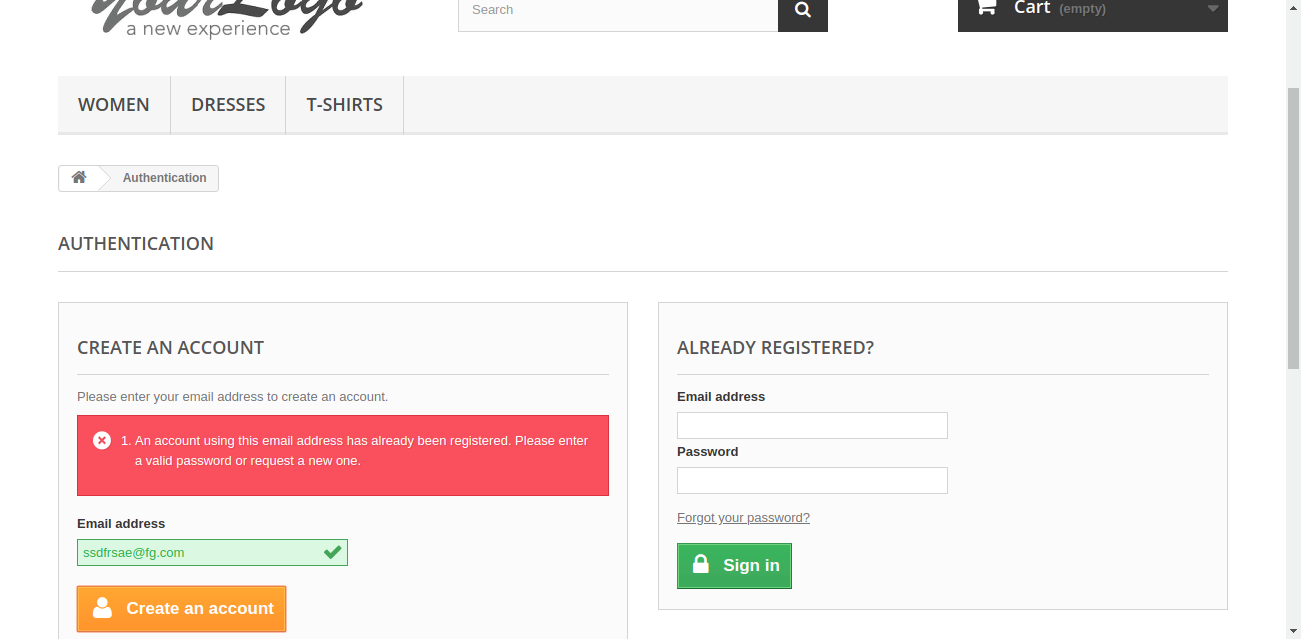 yourLogo
a new experience
Search
Cart (empty)
WOMEN
DRESSES
T-SHIRTS
Authentication
AUTHENTICATION
CREATE AN ACCOUNT
Please enter your email address to create an account.
1. An account using this email address has already been registered. Please enter
a valid password or request a new one.
Email address
ssdfrsae@fg.com
Create an account
ALREADY REGISTERED?
Email address
Password
Forgot your password?
Sign in